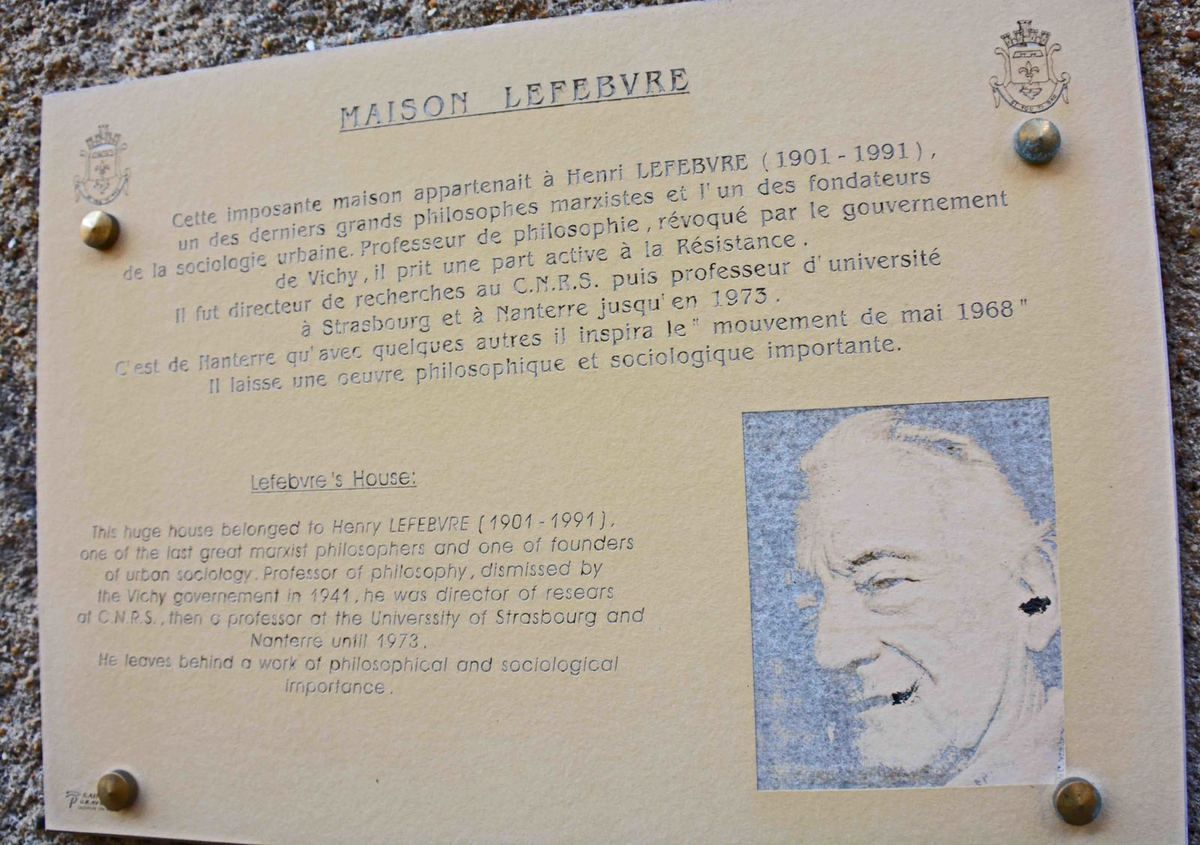 MAISON LEFEBVRE
Cette imposante maison appartenait à Henri LEFEBVRE (1901-1991),
un des derniers grands philosophes marxistes et l'un des fondateurs
de la sociologie urbaine. Professeur de philosophie, révoqué par le gouvernement
de Vichy, il prit une part active à la Résistance.
Il fut directeur de recherches au C.N.R.S. puis professeur d'université
à Strasbourg et à Nanterre jusqu'en 1973.
C'est de Nanterre qu'avec quelques autres il inspira le "mouvement de mai 1968"
Il laisse une oeuvre philosophique et sociologique importante.
Lefebvre's House:
This huge house belonged to Henry LEFEBVRE (1901-1991),
one of the last great marxist philosophers and one of founders
of urban sociology. Professor of philosophy, dismissed by
the Vichy governement in 1941, he was director of resears
at C.N.R.S., then a professor at the Universsity of Strasbourg and
Nanterre untill 1973.
He leaves behind a work of philosophical and sociological
importance.